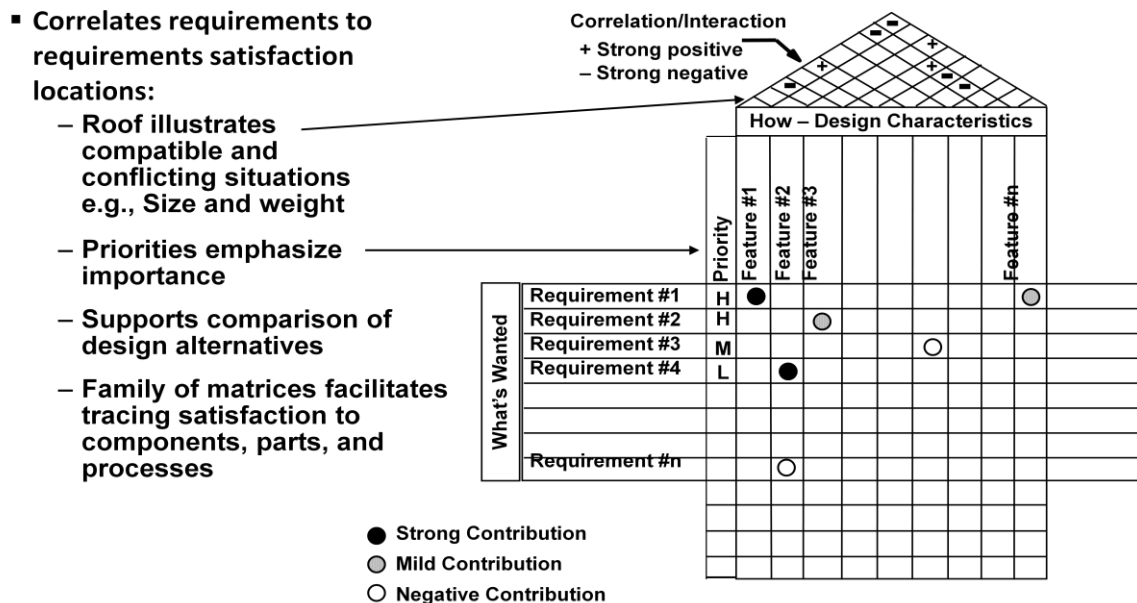 ▪ Correlates requirements to
requirements satisfaction
locations:
– Roof illustrates
compatible and
conflicting situations
e.g., Size and weight
– Priorities emphasize
importance
– Supports comparison of
design alternatives
– Family of matrices facilitates
tracing satisfaction to
components, parts, and
processes
Correlation/Interaction
+ Strong positive
– Strong negative
How – Design Characteristics
Priority
Feature #1
Feature #2
Feature #3
Feature #n
What's Wanted
Requirement #1 H
Requirement #2 H
Requirement #3 M
Requirement #4 L
Requirement #n
Strong Contribution
Mild Contribution
Negative Contribution